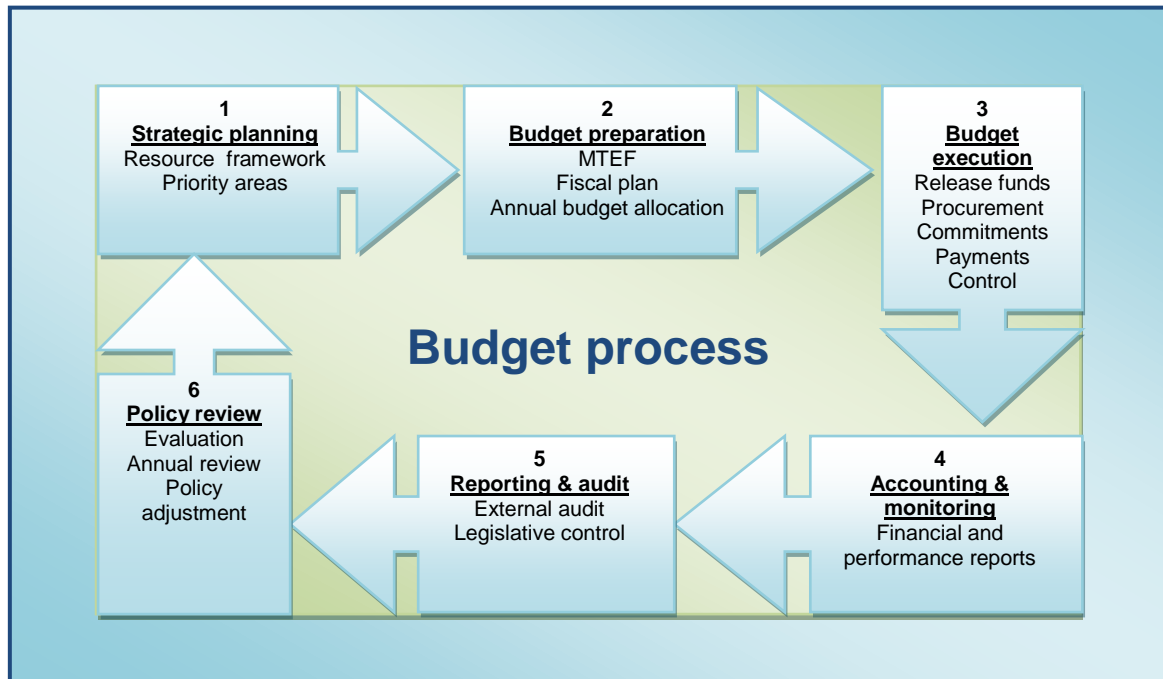 1
Strategic planning
Resource framework
Priority areas
2
Budget preparation
MTEF
Fiscal plan
Annual budget allocation
3
Budget
execution
Release funds
Procurement
Commitments
Payments
Control
Budget process
4
Accounting &
monitoring
Financial and
performance reports
5
Reporting & audit
External audit
Legislative control
6
Policy review
Evaluation
Annual review
Policy
adjustment